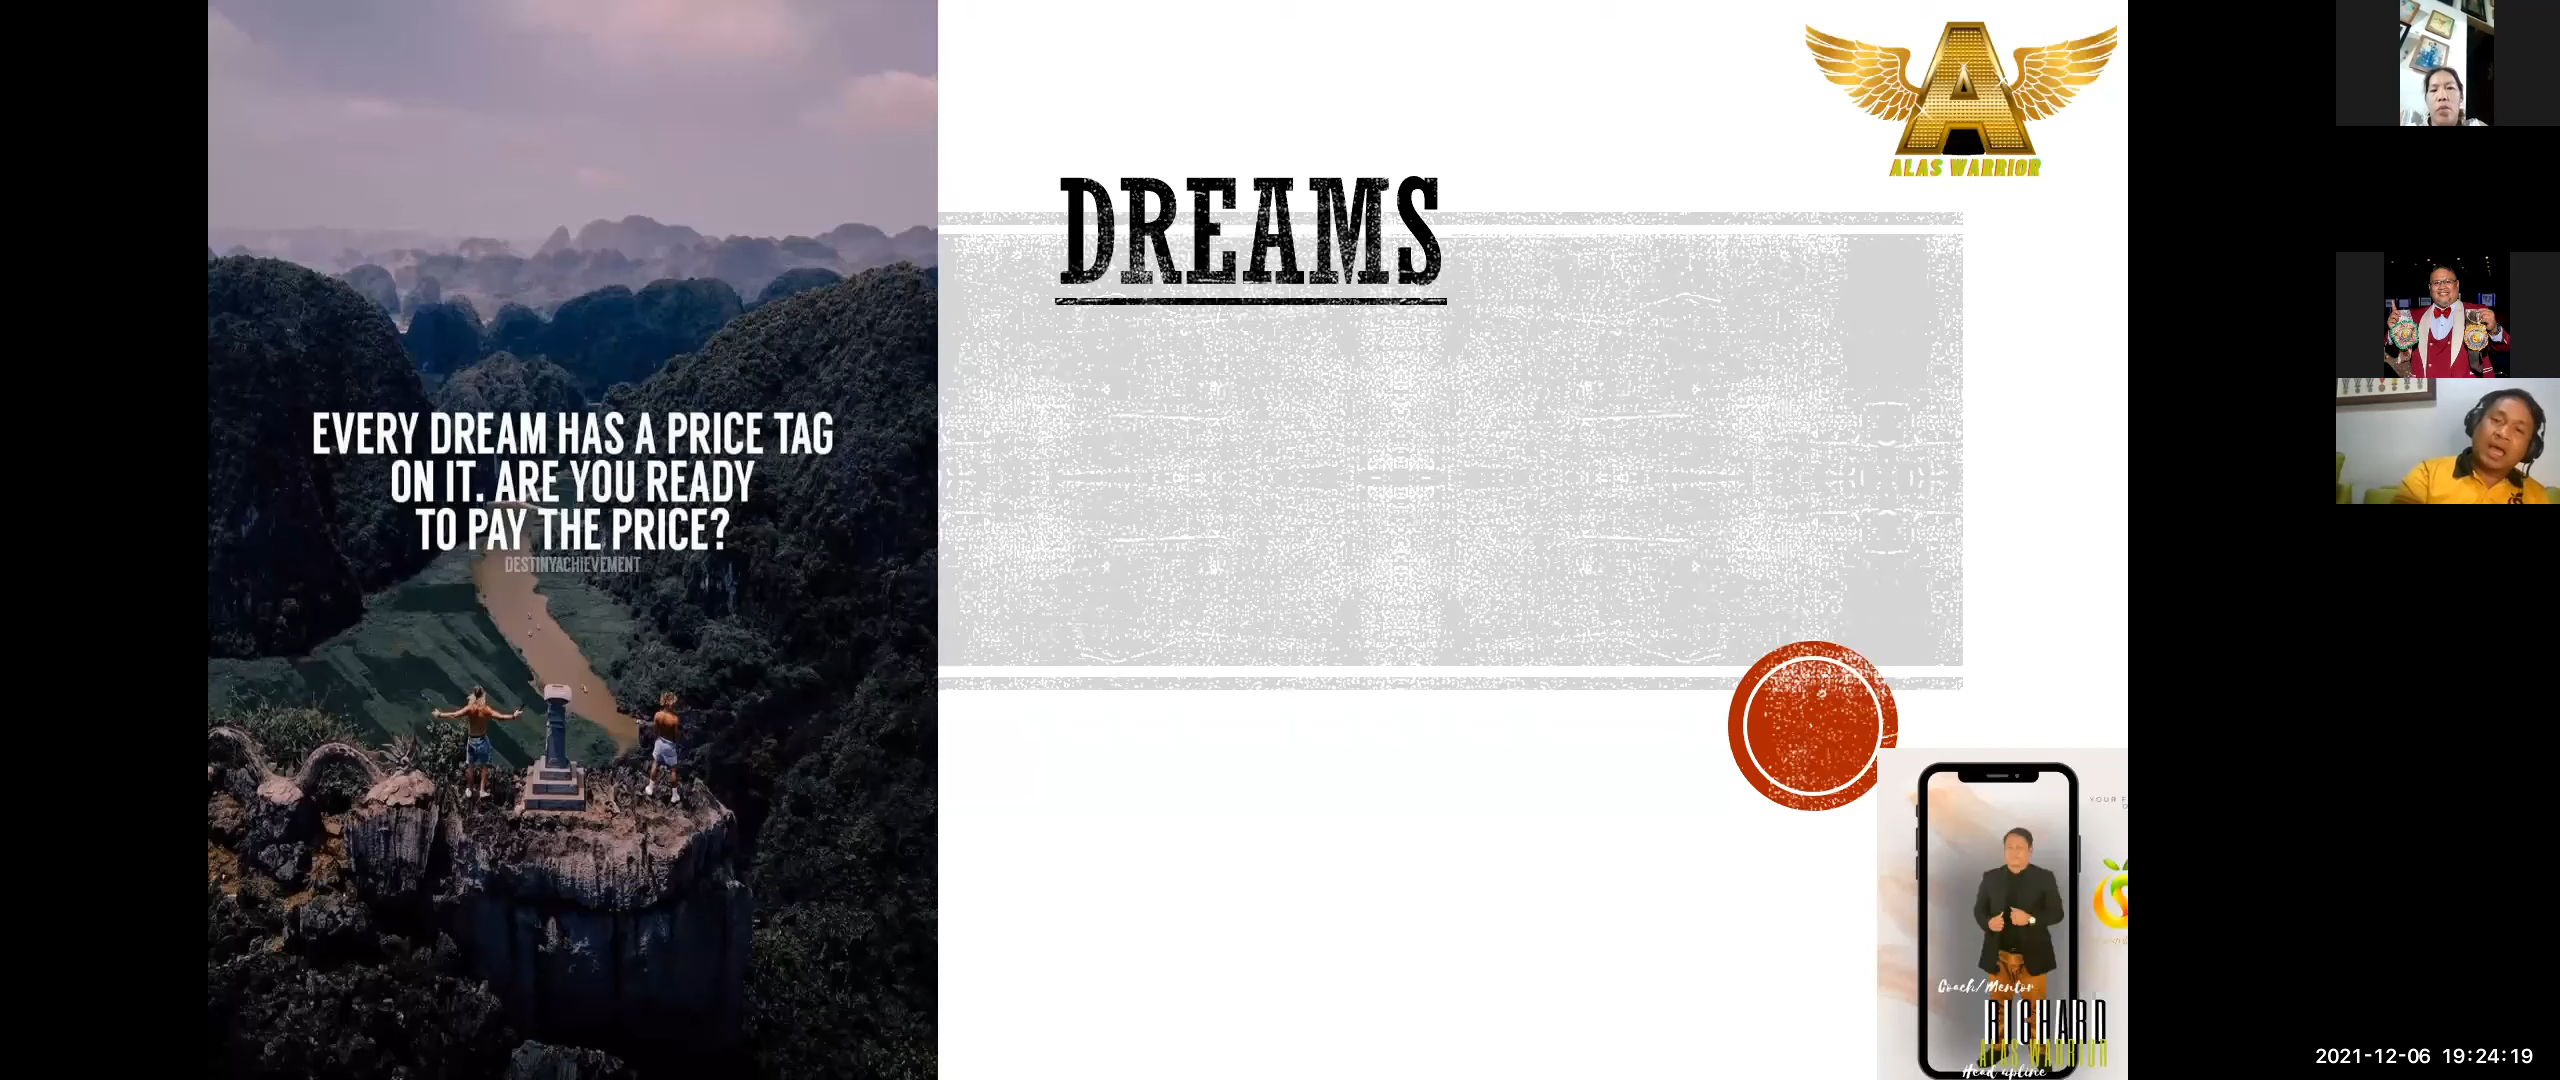 EVERY DREAM HAS A PRICE TAG
ON IT. ARE YOU READY
TO PAY THE PRICE?
DESTINYACHIEVEMENT
DREAMS
ALAS WARRIOR
YOUR F
Coach/Mentor
RICHARD
ALAS WARRIOR
Head upline
2021-12-06 19:24:19